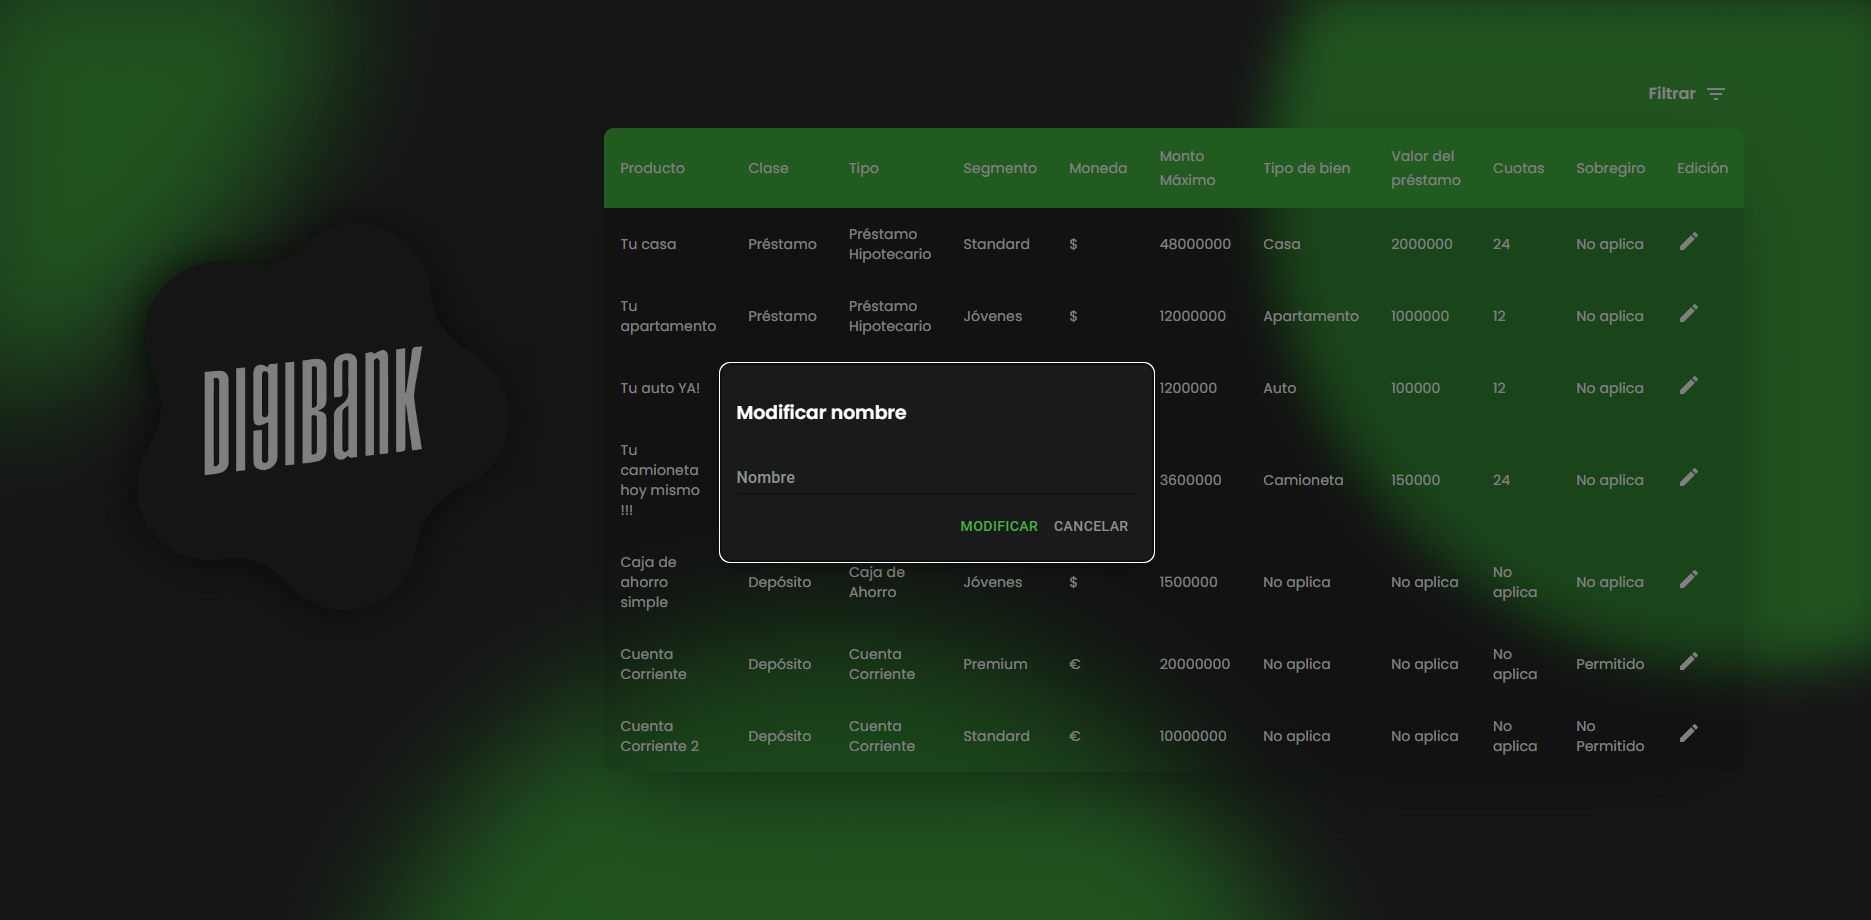 Filtrar
DIGIBANK
Producto Clase Tipo Segmento Moneda Monto Máximo Tipo de bien Valor del préstamo Cuotas Sobregiro Edición
Tu casa Préstamo Préstamo Hipotecario Standard $ 48000000 Casa 2000000 24 No aplica
Tu apartamento Préstamo Préstamo Hipotecario Jóvenes $ 12000000 Apartamento 1000000 12 No aplica
Tu auto YA! 1200000 Auto 100000 12 No aplica
Tu camioneta hoy mismo !!! 3600000 Camioneta 150000 24 No aplica
Caja de ahorro simple Depósito Caja de Ahorro Jóvenes $ 1500000 No aplica No aplica No aplica No aplica
Cuenta Corriente Depósito Cuenta Corriente Premium € 20000000 No aplica No aplica No aplica Permitido
Cuenta Corriente 2 Depósito Cuenta Corriente Standard € 10000000 No aplica No aplica No aplica No Permitido
Modificar nombre
Nombre
MODIFICAR CANCELAR